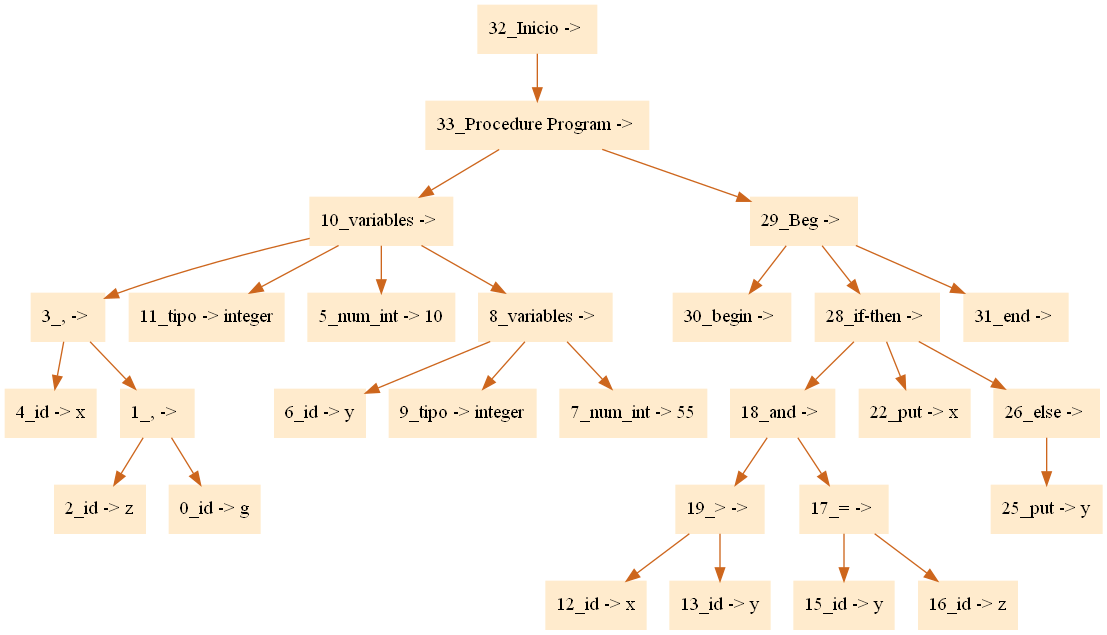 32_Inicio ->
33_Procedure Program ->
10_variables ->
29_Beg ->
3_, ->
11_tipo -> integer
5_num_int -> 10
8_variables ->
30_begin ->
28_if-then ->
31_end ->
4_id -> x
1_, ->
6_id -> y
9_tipo -> integer
7_num_int -> 55
18_and ->
22_put -> x
26_else ->
2_id -> z
0_id -> g
19_> ->
17_= ->
25_put -> y
12_id -> x
13_id -> y
15_id -> y
16_id -> z